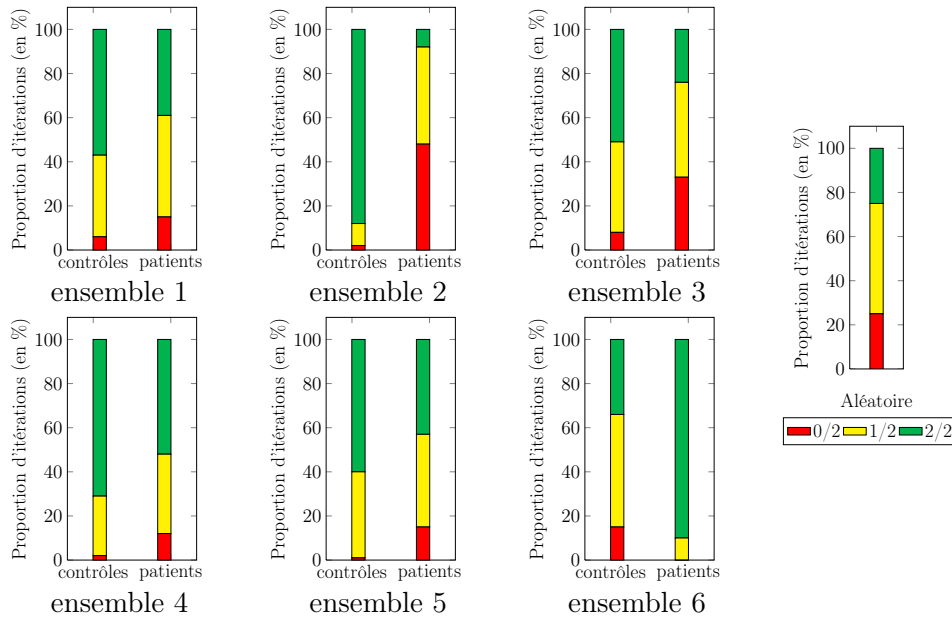 Proportion d'itérations (en %)
100
80
60
40
20
0
contrôles patients
ensemble 1
Proportion d'itérations (en %)
100
80
60
40
20
0
contrôles patients
ensemble 2
Proportion d'itérations (en %)
100
80
60
40
20
0
contrôles patients
ensemble 3
Proportion d'itérations (en %)
100
80
60
40
20
0
contrôles patients
ensemble 4
Proportion d'itérations (en %)
100
80
60
40
20
0
contrôles patients
ensemble 5
Proportion d'itérations (en %)
100
80
60
40
20
0
contrôles patients
ensemble 6
Proportion d'itérations (en %)
100
80
60
40
20
0
Aléatoire
0/2 1/2 2/2